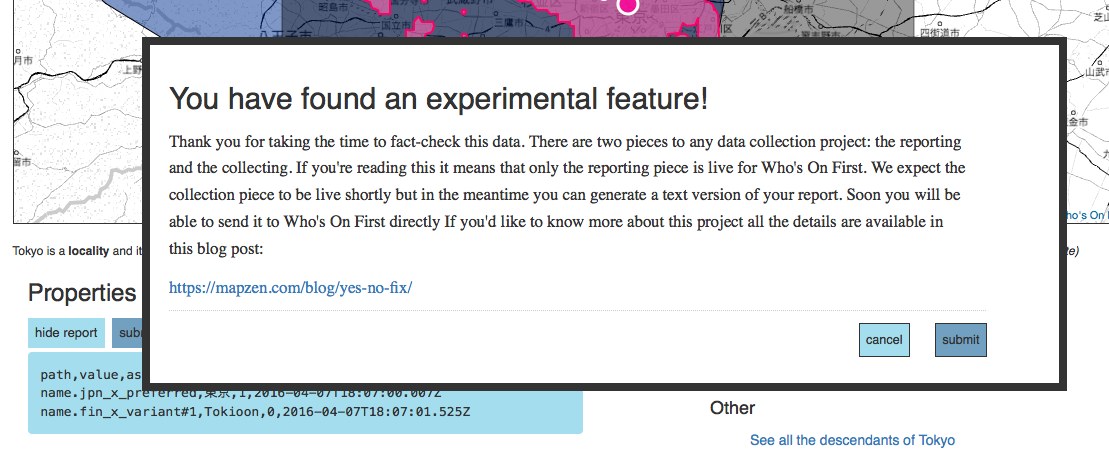 昭島市
国立市
三鷹市
船橋市
八王子市
区
習志野市
四街道市
芝山
月市
上野
山武市
金市
留市
九
You have found an experimental feature!
Thank you for taking the time to fact-check this data. There are two pieces to any data collection project: the reporting
and the collecting. If you're reading this it means that only the reporting piece is live for Who's On First. We expect the
collection piece to be live shortly but in the meantime you can generate a text version of your report. Soon you will be
able to send it to Who's On First directly If you'd like to know more about this project all the details are available in
this blog post:
https://mapzen.com/blog/yes-no-fix/
cancel submit
ho's On
Tokyo is a locality and it
Properties
hide report sub
path,value,as
name.jpn_x_preferred,東京,1,2016-04-07T18:07:00.007Z
name.fin_x_variant#1,Tokioon,0,2016-04-07T18:07:01.525Z
Other
See all the descendants of Tokyo